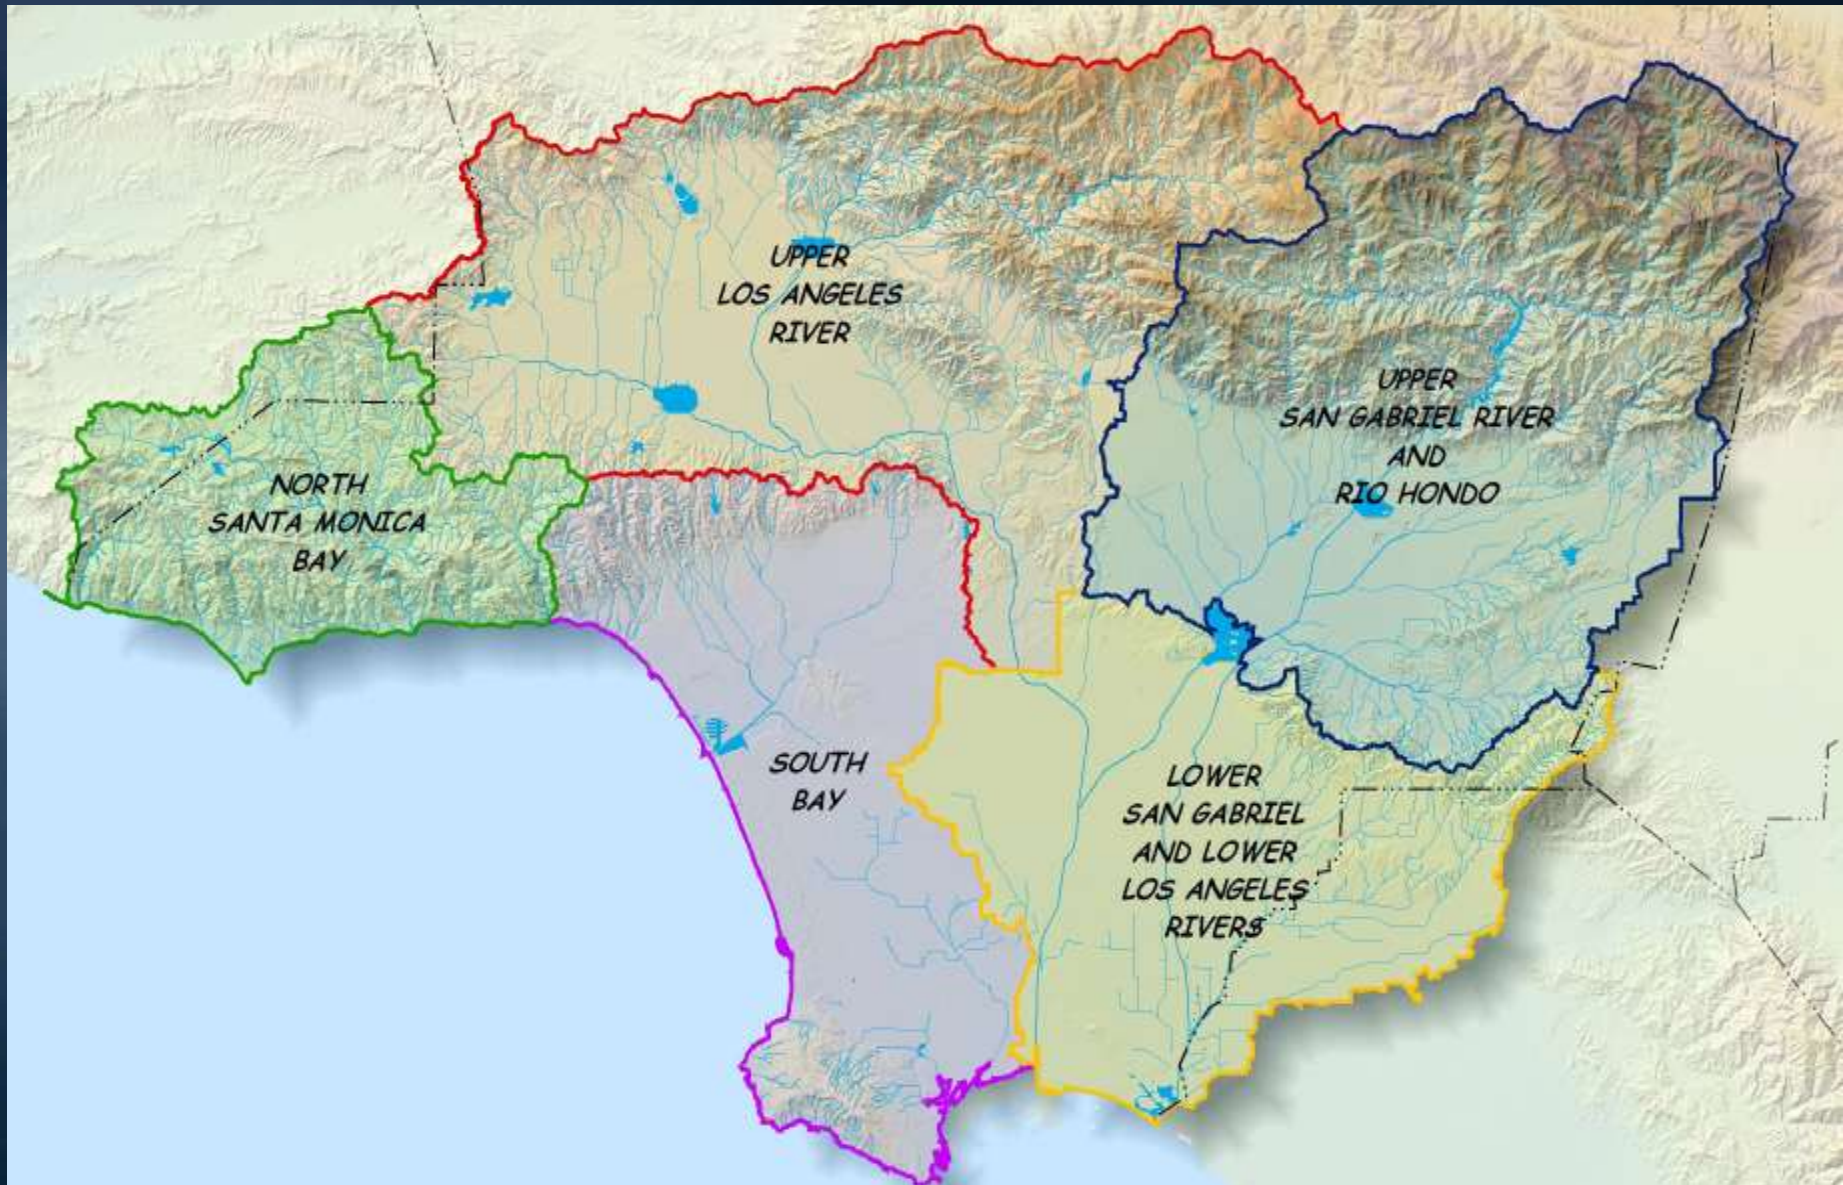 UPPER
LOS ANGELES
RIVER
UPPER
SAN GABRIEL RIVER
AND
RIO HONDO
NORTH
SANTA MONICA
BAY
SOUTH
BAY
LOWER
SAN GABRIEL
AND LOWER
LOS ANGELES
RIVERS